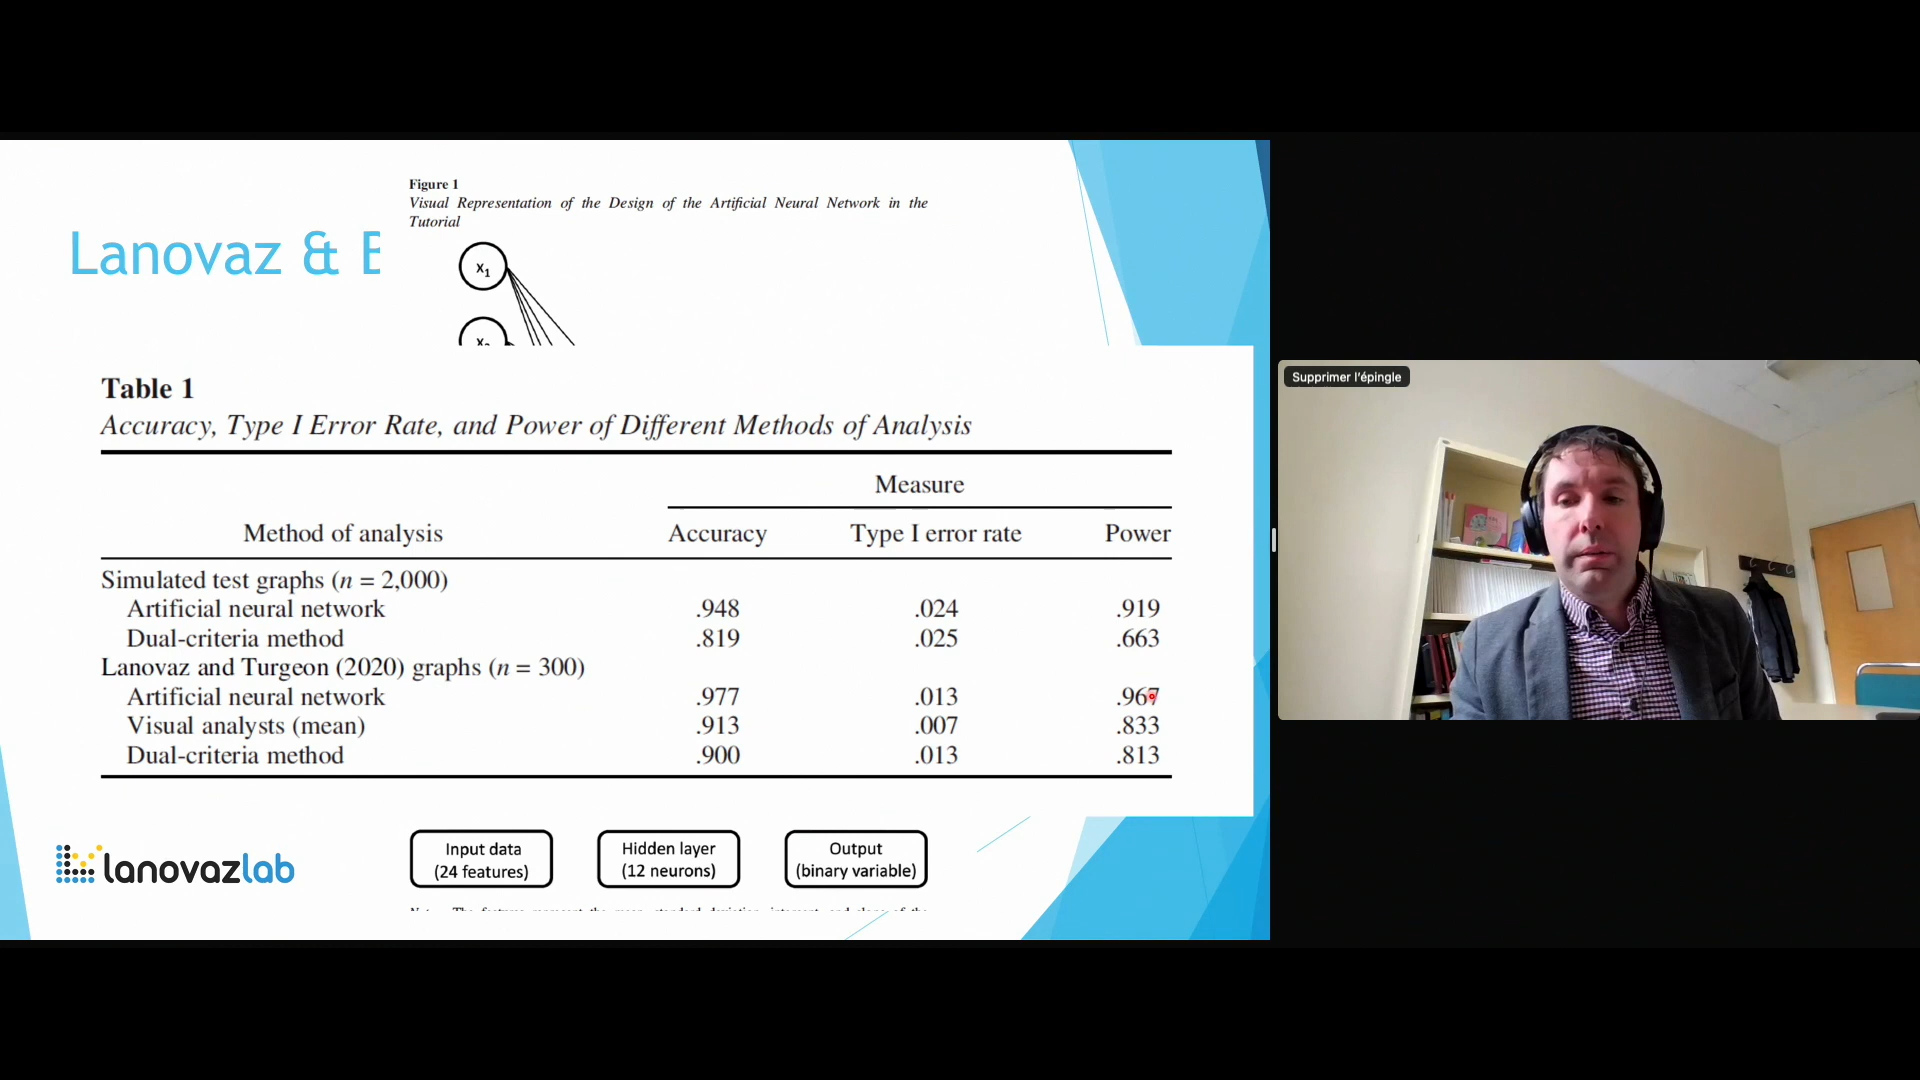 Figure 1
Visual Representation of the Design of the Artificial Neural Network in the
Tutorial
Lanovaz &
x1
Table 1
Accuracy, Type I Error Rate, and Power of Different Methods of Analysis
Measure
Method of analysis Accuracy Type I error rate Power
Simulated test graphs (n = 2,000)
Artificial neural network .948 .024 .919
Dual-criteria method .819 .025 .663
Lanovaz and Turgeon (2020) graphs (n = 300)
Artificial neural network .977 .013 .967
Visual analysts (mean) .913 .007 .833
Dual-criteria method .900 .013 .813
Input data
(24 features)
Hidden layer
(12 neurons)
Output
(binary variable)
lanovazlab
Supprimer l'épingle